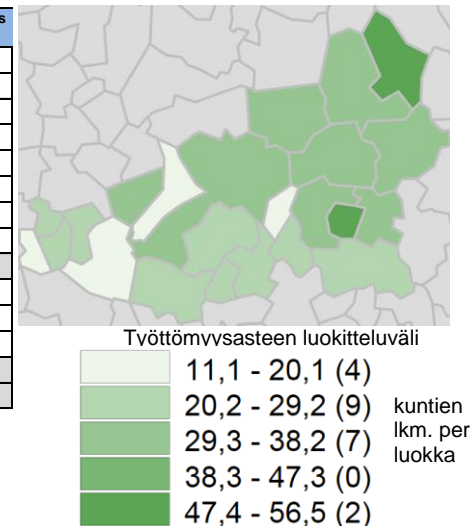 s
Työttömyysasteen luokitteluväli
11,1 - 20,1 (4)
20,2 - 29,2 (9)
29,3 - 38,2 (7)
38,3 - 47,3 (0)
47,4 - 56,5 (2)
kuntien
lkm. per
luokka